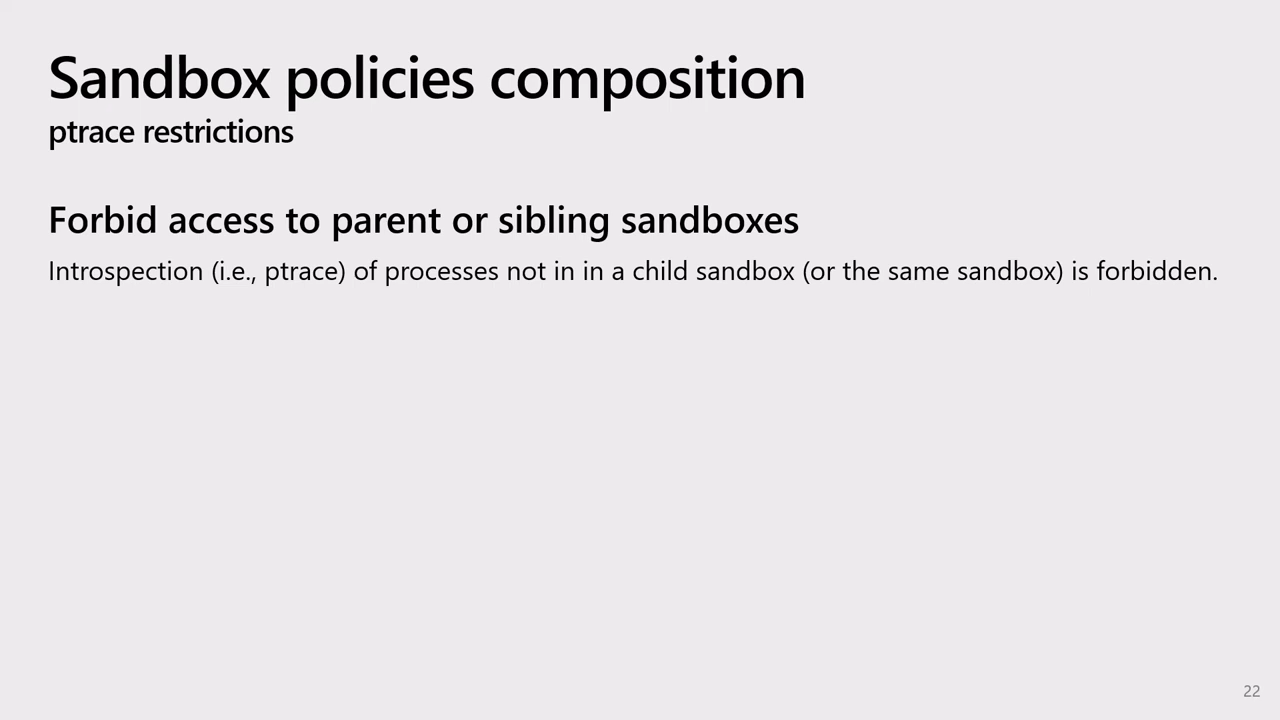 Sandbox policies composition
ptrace restrictions
Forbid access to parent or sibling sandboxes
Introspection (i.e., ptrace) of processes not in in a child sandbox (or the same sandbox) is forbidden.
22